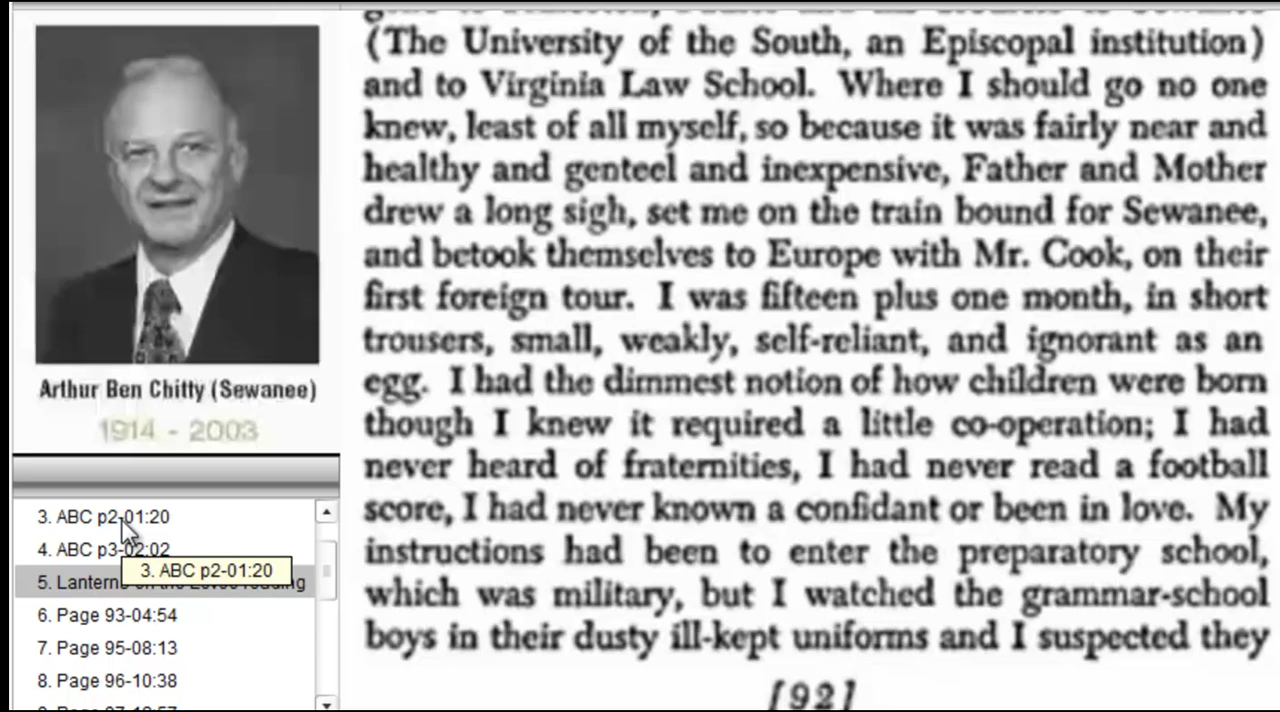 Arthur Ben Chitty (Sewanee)
1914 - 2003
3. ABC p2-01:20
4. ABC p3-02:02
3. ABC p2-01:20
5. Lanterns on the reading
6. Page 93-04:54
7. Page 95-08:13
8. Page 96-10:38
(The University of the South, an Episcopal institution)
and to Virginia Law School. Where I should go no one
knew, least of all myself, so because it was fairly near and
healthy and genteel and inexpensive, Father and Mother
drew a long sigh, set me on the train bound for Sewanee,
and betook themselves to Europe with Mr. Cook, on their
first foreign tour. I was fifteen plus one month, in short
trousers, small, weakly, self-reliant, and ignorant as an
egg. I had the dimmest notion of how children were born
though I knew it required a little co-operation; I had
never heard of fraternities, I had never read a football
score, I had never known a confidant or been in love. My
instructions had been to enter the preparatory school,
which was military, but I watched the grammar-school
boys in their dusty ill-kept uniforms and I suspected they
[92]